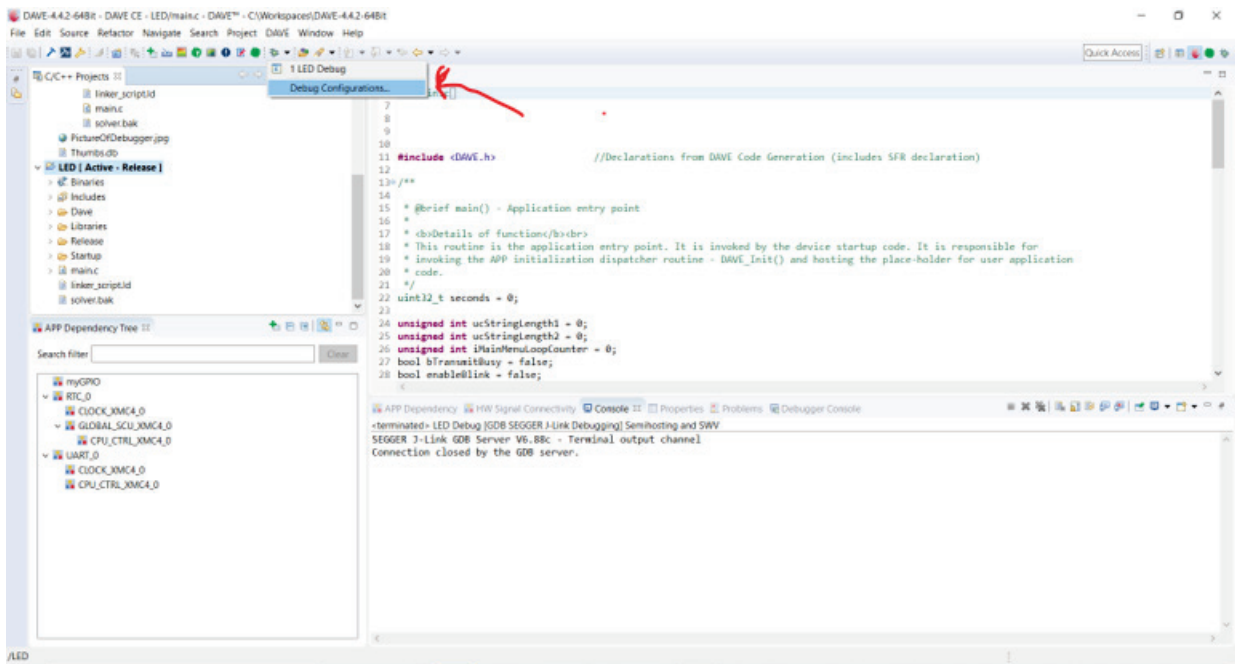 DAVE-4.4.2-64Bit - DAVE CE - LED/main.c - DAVE™ - C:\Workspaces\DAVE-4.4.2-64Bit
File Edit Source Refactor Navigate Search Project DAVE Window Help
Quick Access
1 LED Debug
Debug Configurations...
C/C++ Projects
linker_script.ld
main.c
solver.bak
PictureOfDebugger.jpg
Thumbs.db
LED [ Active - Release ]
Binaries
Includes
Dave
Libraries
Release
Startup
main.c
linker_script.ld
solver.bak
7
8
9
10
11 #include <DAVE.h> //Declarations from DAVE Code Generation (includes SFR declaration)
12
13 /**
14
15 * @brief main() - Application entry point
16 *
17 * <b>Details of function</b><br>
18 * This routine is the application entry point. It is invoked by the device startup code. It is responsible for
19 * invoking the APP initialization dispatcher routine - DAVE_Init() and hosting the place-holder for user application
20 * code.
21 */
22 uint32_t seconds = 0;
23
24 unsigned int ucStringLength1 = 0;
25 unsigned int ucStringLength2 = 0;
26 unsigned int iMainMenuLoopCounter = 0;
27 bool bTransmitBusy = false;
28 bool enableBlink = false;
APP Dependency Tree
Search filter
Clear
myGPIO
RTC_0
CLOCK_XMC4_0
GLOBAL_SCU_XMC4_0
CPU_CTRL_XMC4_0
UART_0
CLOCK_XMC4_0
CPU_CTRL_XMC4_0
APP Dependency HW Signal Connectivity Console Properties Problems Debugger Console
<terminated> LED Debug [GDB SEGGER J-Link Debugging] Semihosting and SWV
SEGGER J-Link GDB Server V6.88c - Terminal output channel
Connection closed by the GDB server.
/LED